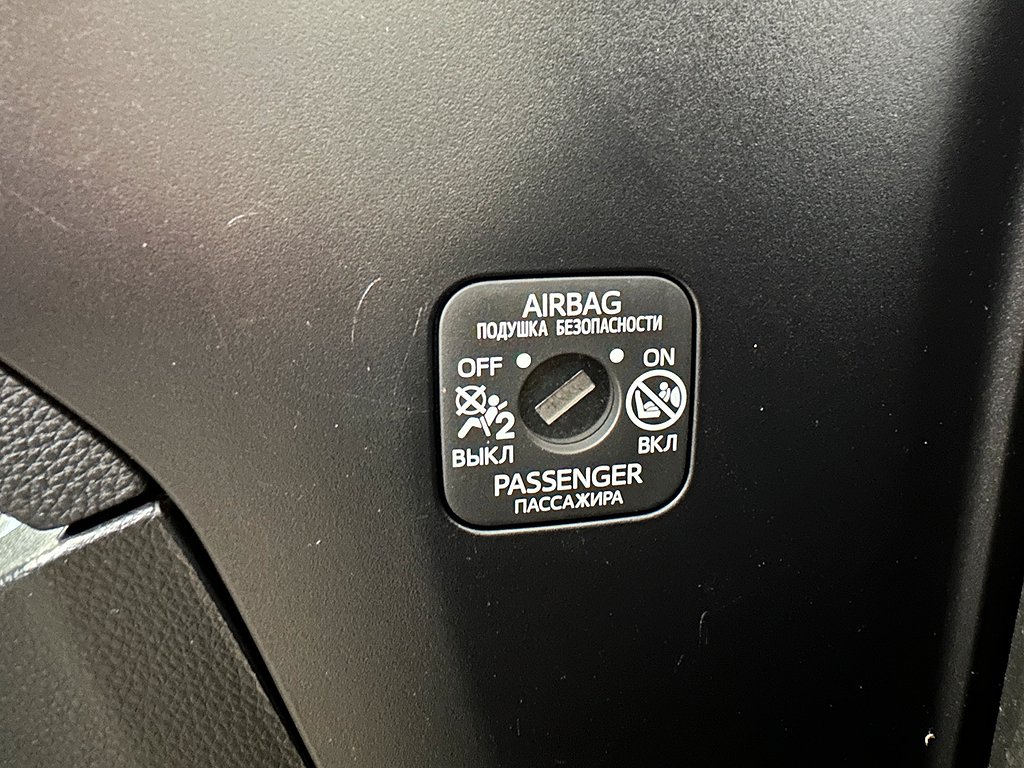 AIRBAG
ПОДУШКА БЕЗОПАСНОСТИ
OFF ON
2
ВЫКЛ ВКЛ
PASSENGER
ПАССАЖИРА